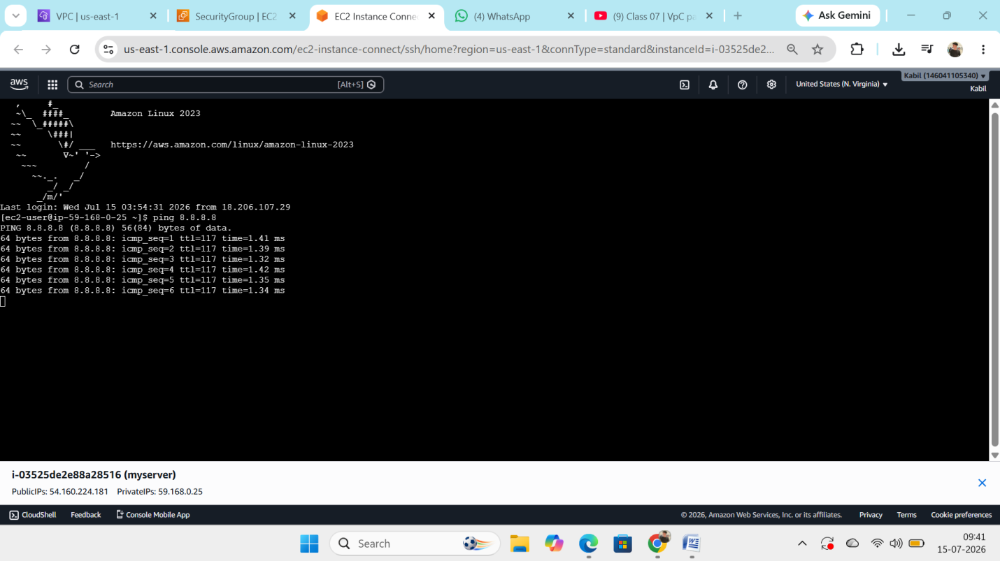 VPC | us-east-1
SecurityGroup | EC2
EC2 Instance Conne
(4) WhatsApp
(9) Class 07 | VpC pa
Ask Gemini
us-east-1.console.aws.amazon.com/ec2-instance-connect/ssh/home?region=us-east-1&connType=standard&instanceId=i-03525de2...
aws
Search
[Alt+S]
United States (N. Virginia)
Kabil (146041105340)
Kabil
   ,     #_
   ~\_  ####_        Amazon Linux 2023
  ~~  \_#####\
  ~~     \###|
  ~~       \#/ ___   https://aws.amazon.com/linux/amazon-linux-2023
   ~~       V~' '->
    ~~~         /
      ~~._.   _/
         _/ _/
       _/m/'
Last login: Wed Jul 15 03:54:31 2026 from 18.206.107.29
[ec2-user@ip-59-168-0-25 ~]$ ping 8.8.8.8
PING 8.8.8.8 (8.8.8.8) 56(84) bytes of data.
64 bytes from 8.8.8.8: icmp_seq=1 ttl=117 time=1.41 ms
64 bytes from 8.8.8.8: icmp_seq=2 ttl=117 time=1.39 ms
64 bytes from 8.8.8.8: icmp_seq=3 ttl=117 time=1.32 ms
64 bytes from 8.8.8.8: icmp_seq=4 ttl=117 time=1.42 ms
64 bytes from 8.8.8.8: icmp_seq=5 ttl=117 time=1.35 ms
64 bytes from 8.8.8.8: icmp_seq=6 ttl=117 time=1.34 ms
i-03525de2e88a28516 (myserver)
PublicIPs: 54.160.224.181 PrivateIPs: 59.168.0.25
CloudShell
Feedback
Console Mobile App
© 2026, Amazon Web Services, Inc. or its affiliates.
Privacy
Terms
Cookie preferences
Search
09:41
15-07-2026